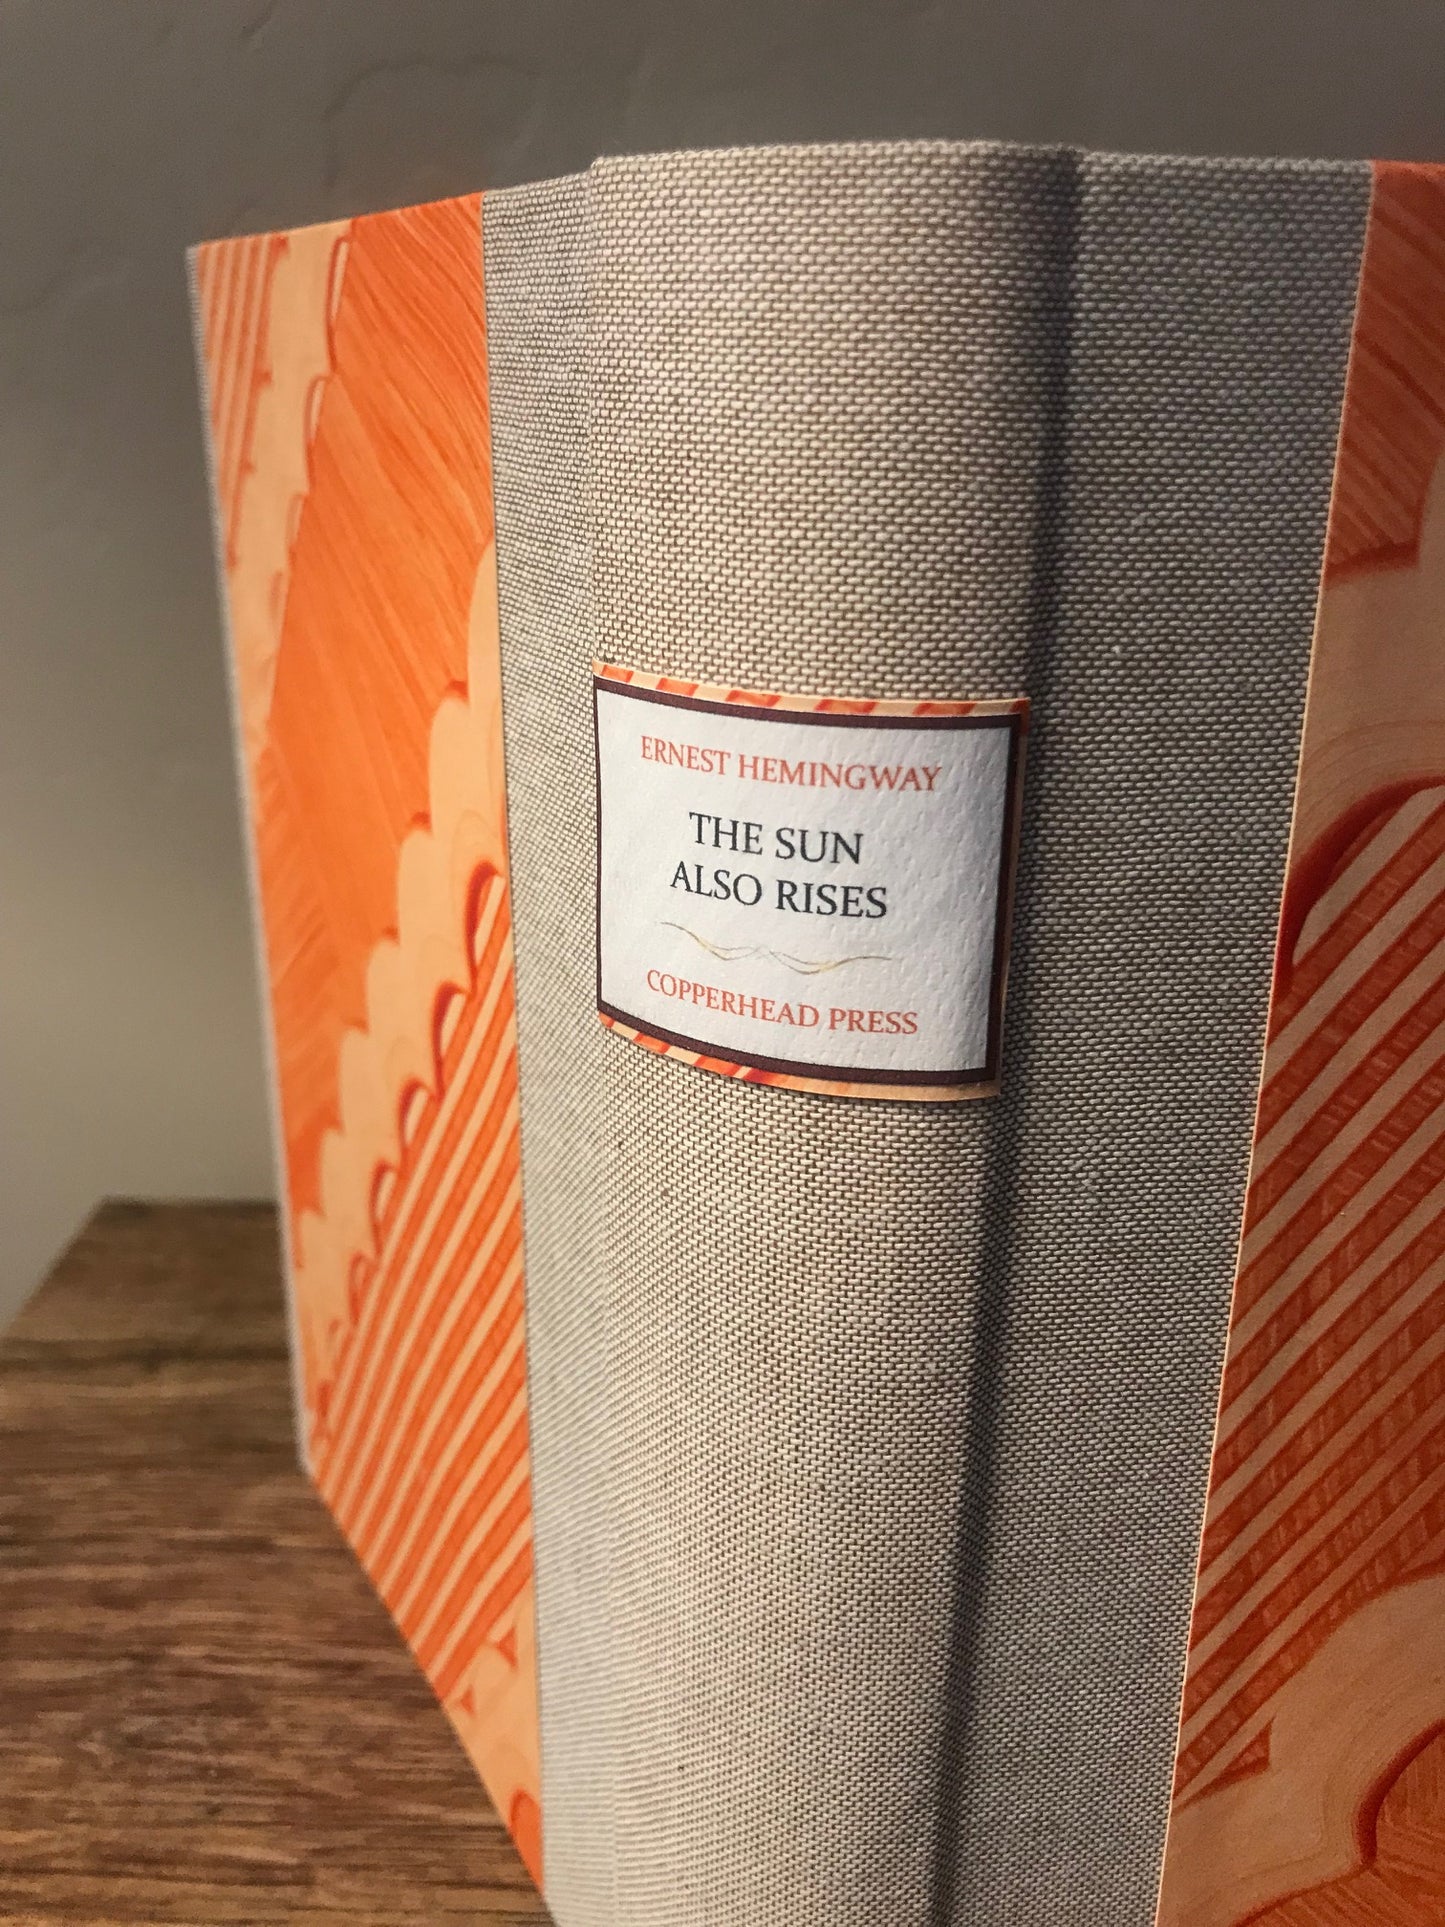 ERNEST HEMINGWAY
THE SUN
ALSO RISES
COPPERHEAD PRESS